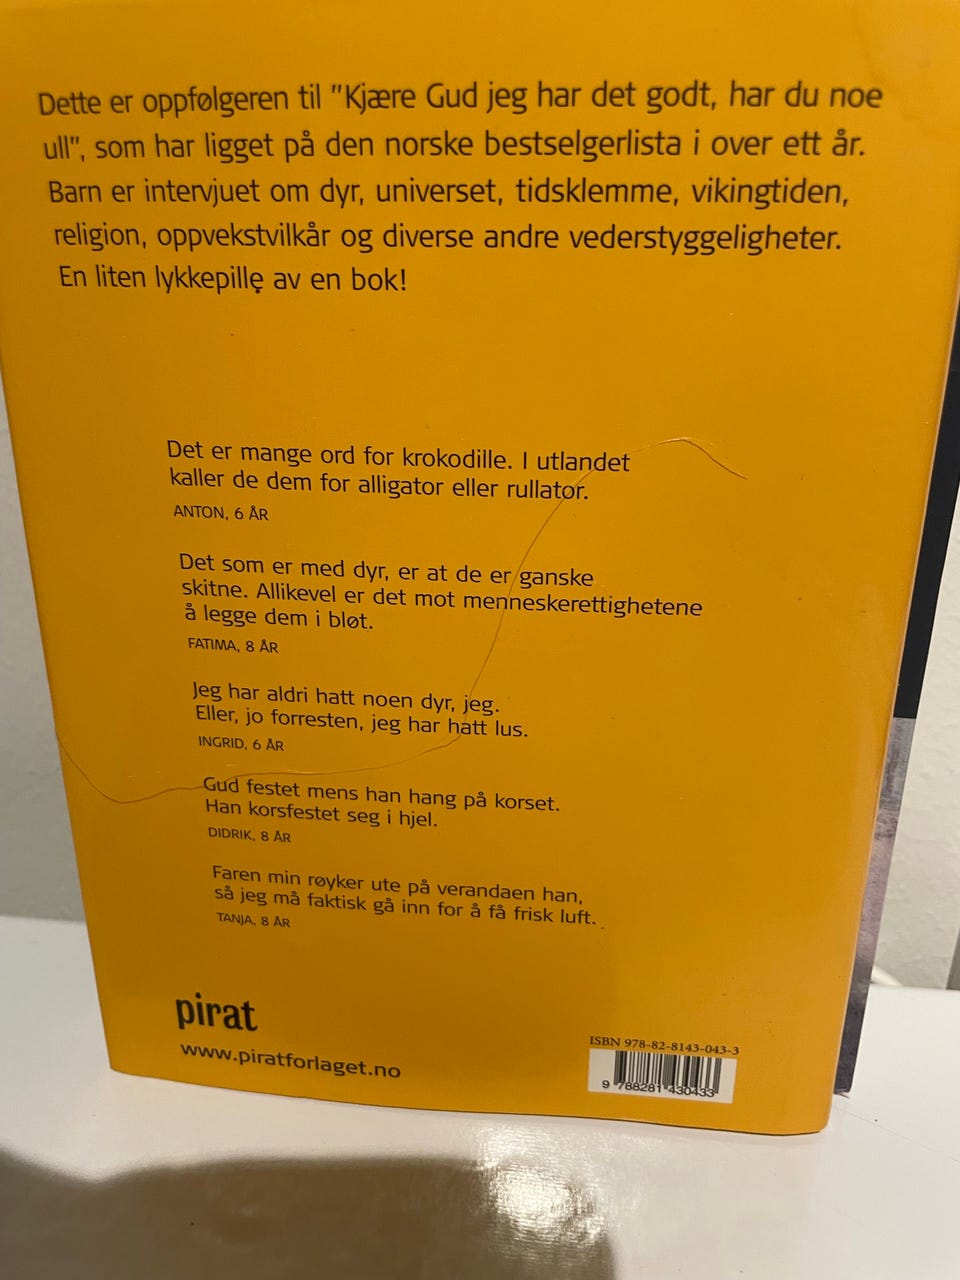 Dette er oppfølgeren til "Kjære Gud jeg har det godt, har du noe
ull", som har ligget på den norske bestselgerlista i over ett år.
Barn er intervjuet om dyr, universet, tidsklemme, vikingtiden,
religion, oppvekstvilkår og diverse andre vederstyggeligheter.
En liten lykkepille av en bok!
Det er mange ord for krokodille. I utlandet
kaller de dem for alligator eller rullator.
ANTON, 6 ÅR
Det som er med dyr, er at de er ganske
skitne. Allikevel er det mot menneskerettighetene
å legge dem i bløt.
FATIMA, 8 ÅR
Jeg har aldri hatt noen dyr, jeg.
Eller, jo forresten, jeg har hatt lus.
INGRID, 6 ÅR
Gud festet mens han hang på korset.
Han korsfestet seg i hjel.
DIDRIK, 8 ÅR
Faren min røyker ute på verandaen han,
så jeg må faktisk gå inn for å få frisk luft.
TANJA, 8 ÅR
pirat
www.piratforlaget.no
ISBN 978-82-8143-043-3
9 788281 430433